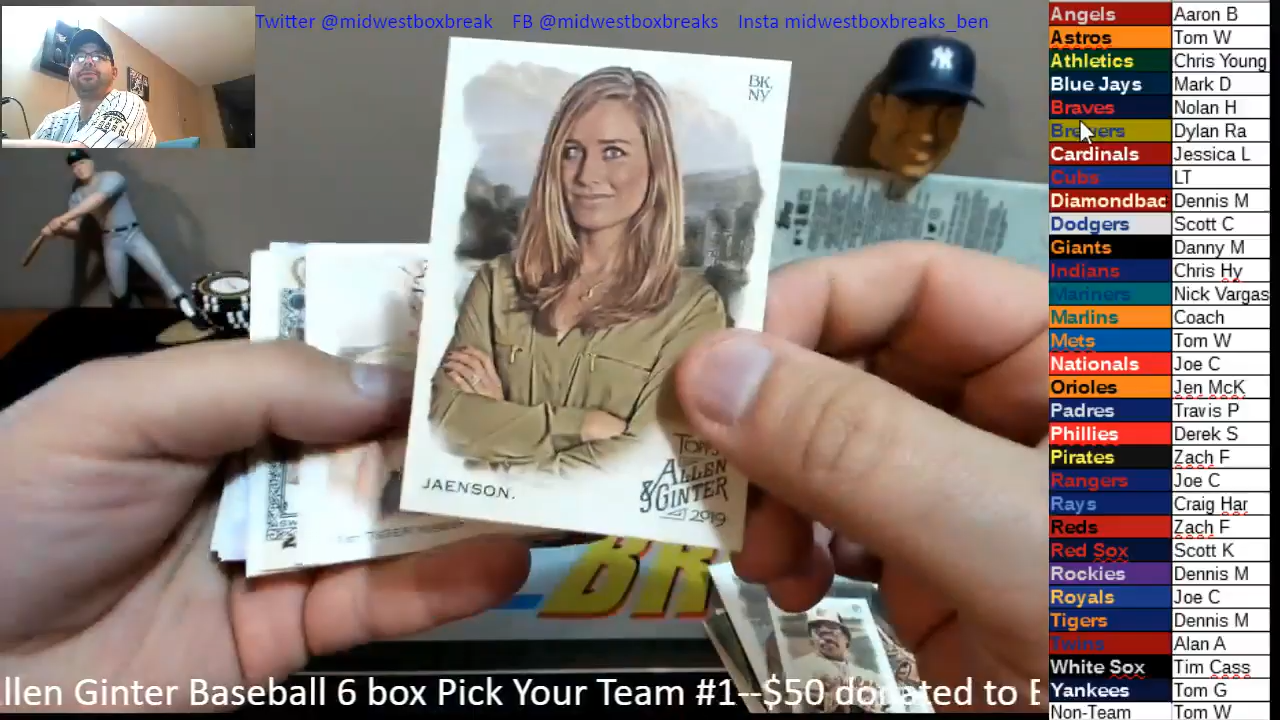 Twitter @midwestboxbreak FB @midwestboxbreaks Insta midwestboxbreaks_ben
BK,
NY
JAENSON.
TOPPS
ALLEN
& GINTER
2019
BR
llen Ginter Baseball 6 box Pick Your Team #1--$50 donated to
Angels Aaron B
Astros Tom W
Athletics Chris Young
Blue Jays Mark D
Braves Nolan H
Brewers Dylan Ra
Cardinals Jessica L
Cubs LT
Diamondbac Dennis M
Dodgers Scott C
Giants Danny M
Indians Chris Hy
Mariners Nick Vargas
Marlins Coach
Mets Tom W
Nationals Joe C
Orioles Jen McK
Padres Travis P
Phillies Derek S
Pirates Zach F
Rangers Joe C
Rays Craig Har
Reds Zach F
Red Sox Scott K
Rockies Dennis M
Royals Joe C
Tigers Dennis M
Twins Alan A
White Sox Tim Cass
Yankees Tom G
Non-Team Tom W